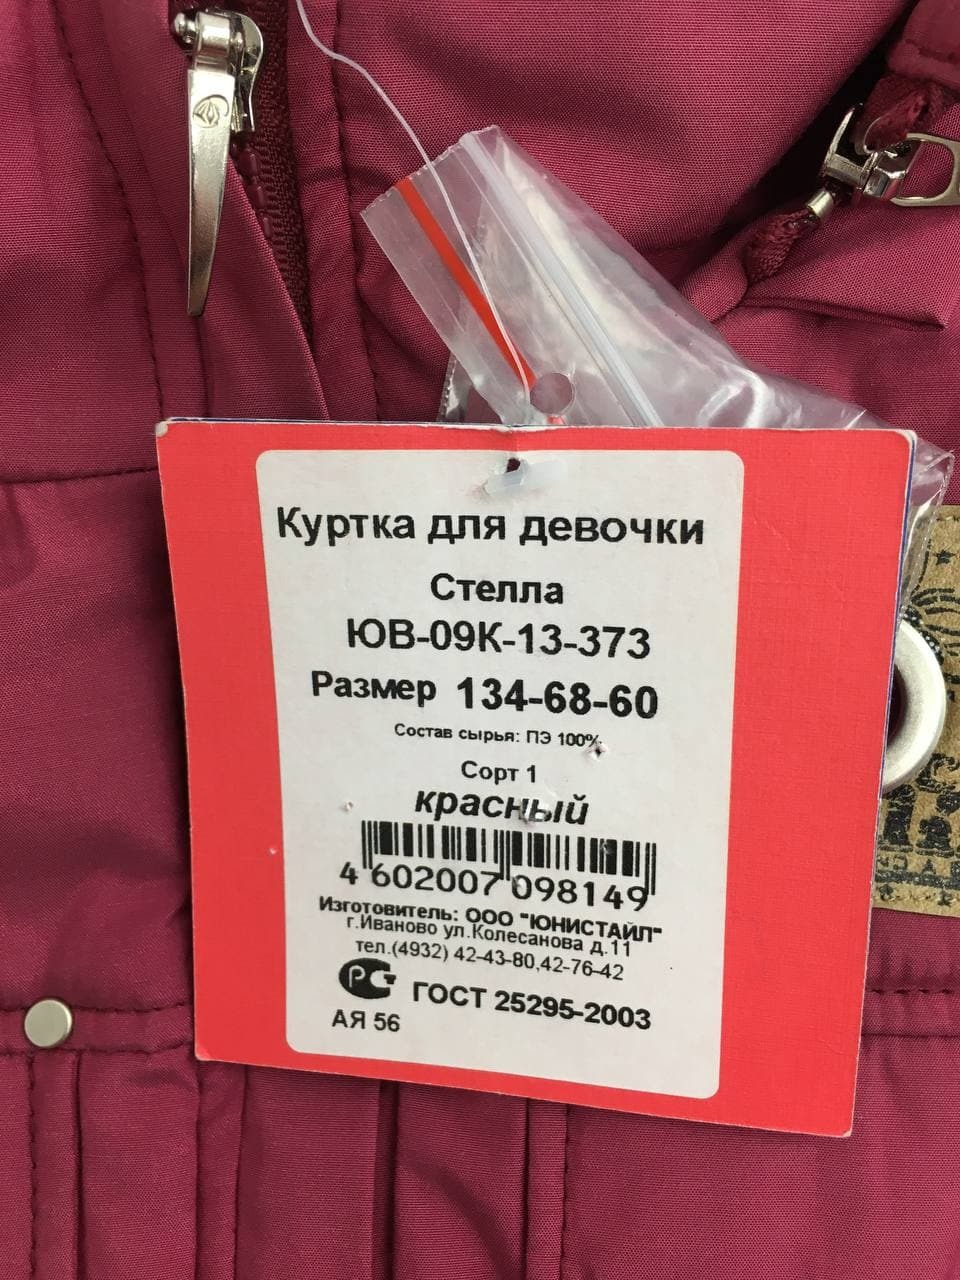 Куртка для девочки
Стелла
ЮВ-09К-13-373
Размер 134-68-60
Состав сырья: ПЭ 100%
Сорт 1
красный
4 602007 098149
Изготовитель: ООО "ЮНИСТАЙЛ"
г.Иваново ул.Колесанова д.11
тел.(4932) 42-43-80,42-76-42
РСТ ГОСТ 25295-2003
АЯ 56